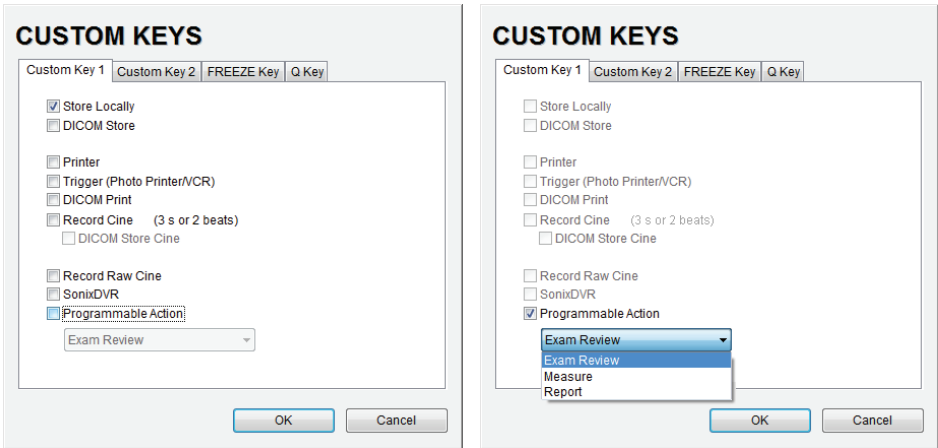 CUSTOM KEYS
Custom Key 1 Custom Key 2 FREEZE Key Q Key
Store Locally
DICOM Store
Printer
Trigger (Photo Printer/VCR)
DICOM Print
Record Cine (3 s or 2 beats)
DICOM Store Cine
Record Raw Cine
SonixDVR
Programmable Action
Exam Review
OK Cancel
CUSTOM KEYS
Custom Key 1 Custom Key 2 FREEZE Key Q Key
Store Locally
DICOM Store
Printer
Trigger (Photo Printer/VCR)
DICOM Print
Record Cine (3 s or 2 beats)
DICOM Store Cine
Record Raw Cine
SonixDVR
Programmable Action
Exam Review
Exam Review
Measure
Report
OK Cancel